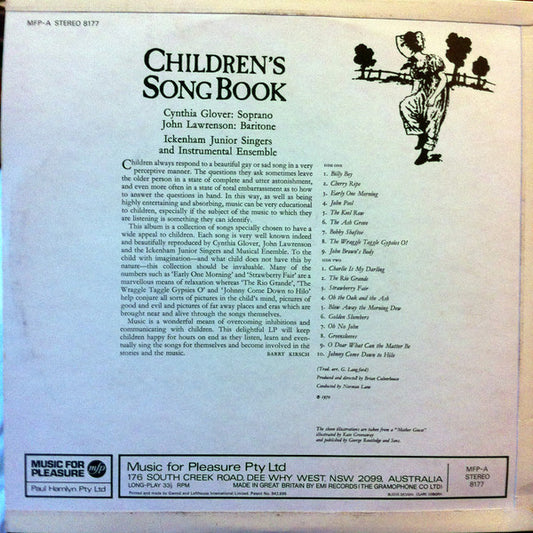 MFP-A STEREO 8177
CHILDREN'S
SONG BOOK
Cynthia Glover: Soprano
John Lawrenson: Baritone
Ickenham Junior Singers
and Instrumental Ensemble
Children always respond to a beautiful gay or sad song in a very
perceptive manner. The questions they ask sometimes leave
the older person in a state of complete and utter astonishment,
and even more often in a state of total embarrassment as to how
to answer the questions in hand. In this way, as well as being
highly entertaining and absorbing, music can be very educational
to children, especially if the subject of the music to which they
are listening is something they can identify.
This album is a collection of songs specially chosen to have a
wide appeal to children. Each song is very well known indeed
and beautifully reproduced by Cynthia Glover, John Lawrenson
and the Ickenham Junior Singers and Musical Ensemble. To the
child with imagination—and what child does not have this by
nature—this collection should be invaluable. Many of the
numbers such as 'Early One Morning' and 'Strawberry Fair' are a
marvellous means of relaxation whereas 'The Rio Grande', 'The
Wraggle Taggle Gypsies O' and 'Johnny Come Down to Hilo'
help conjure all sorts of pictures in the child's mind, pictures of
good and evil and pictures of far away places and eras which are
brought near and alive through the songs themselves.
Music is a wonderful means of overcoming inhibitions and
communicating with children. This delightful LP will keep
children happy for hours on end as they listen, learn and even-
ually sing the songs for themselves and become involved in the
stories and the music.
BARRY KIRSCH
SIDE ONE
1. Billy Boy
2. Cherry Ripe
3. Early One Morning
4. John Peel
5. The Keel Row
6. The Ash Grove
7. Bobby Shaftoe
8. The Wraggle Taggle Gypsies O!
9. John Brown's Body
SIDE TWO
1. Charlie Is My Darling
2. The Rio Grande
3. Strawberry Fair
4. Oh the Oak and the Ash
5. Blow Away the Morning Dew
6. Golden Slumbers
7. Oh No John
8. Greensleeves
9. O Dear What Can the Matter Be
10. Johnny Come Down to Hilo
(Trad. arr. G. Langford)
Produced and directed by Brian Culverhouse
Conducted by Norman Lane
℗ 1970
The above illustrations are taken from a "Mother Goose"
illustrated by Kate Greenaway
and published by George Routledge and Sons.
MUSIC FOR
PLEASURE
mfp
Paul Hamlyn Pty Ltd
Music for Pleasure Pty Ltd
176 SOUTH CREEK ROAD, DEE WHY WEST, NSW, 2099, AUSTRALIA
LONG-PLAY 33⅓ RPM
MADE IN GREAT BRITAIN BY EMI RECORDS (THE GRAMOPHONE CO LTD)
Printed and made by Garrod and Lofthouse International Ltd. Patent No. 943,895
MFP-A
STEREO
8177